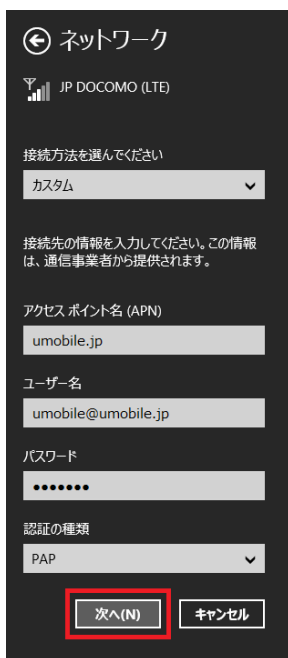 ネットワーク
JP DOCOMO (LTE)
接続方法を選んでください
カスタム
接続先の情報を入力してください。この情報
は、通信事業者から提供されます。
アクセス ポイント名 (APN)
umobile.jp
ユーザー名
umobile@umobile.jp
パスワード
•••••••
認証の種類
PAP
次へ(N) キャンセル